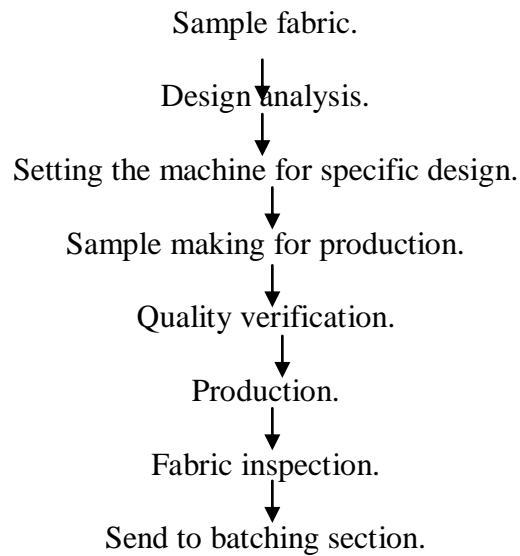 Sample fabric.
Design analysis.
Setting the machine for specific design.
Sample making for production.
Quality verification.
Production.
Fabric inspection.
Send to batching section.